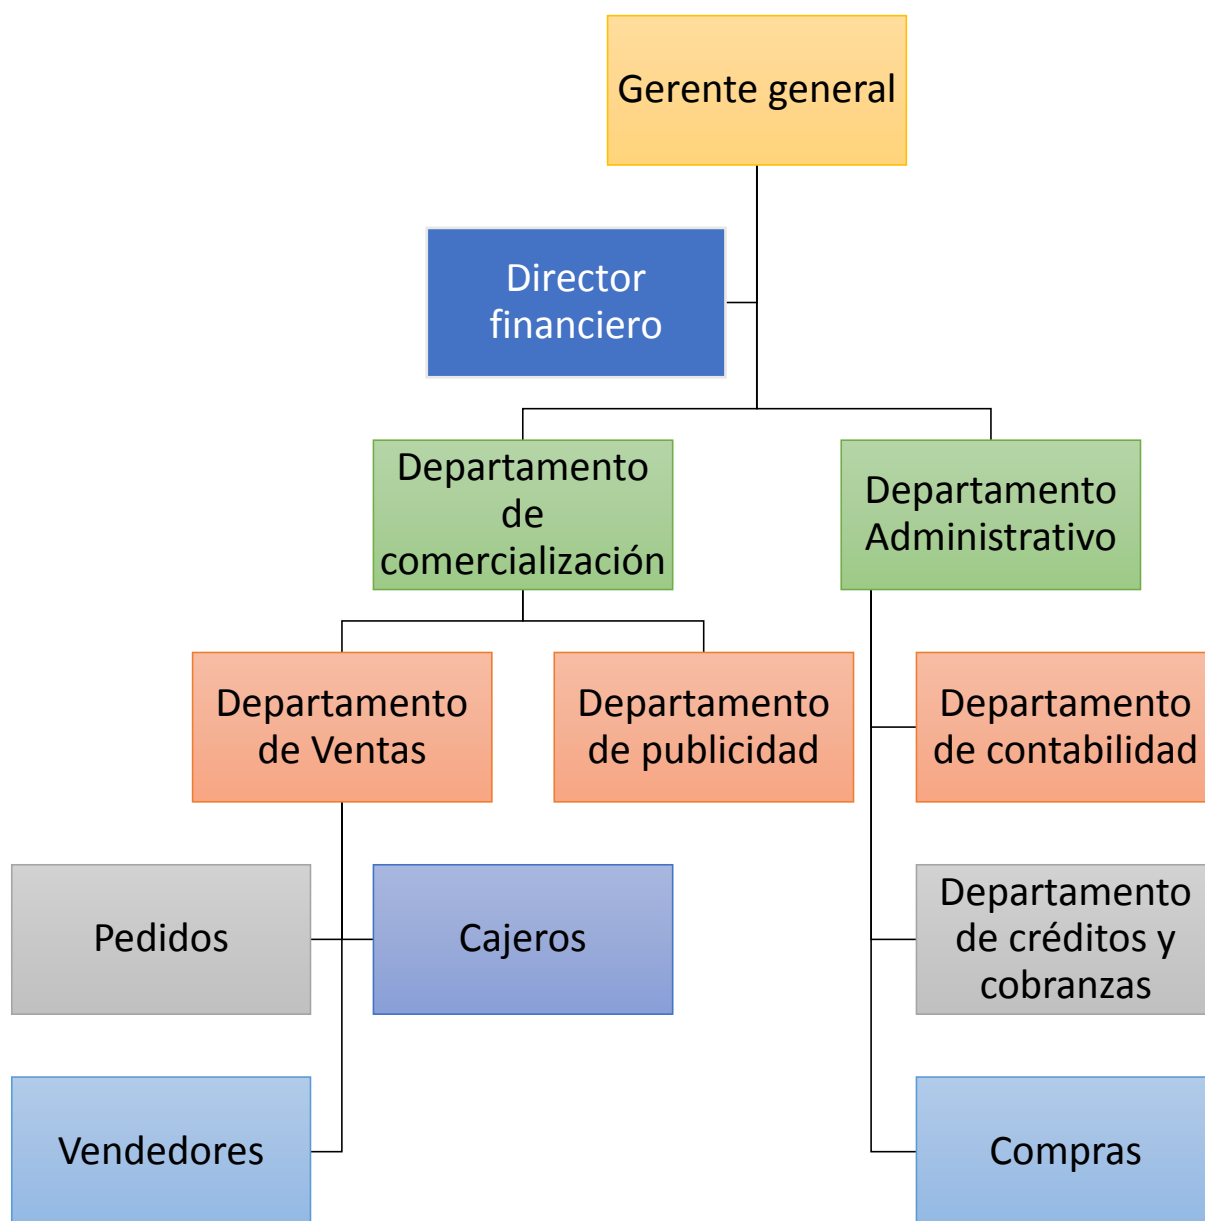 Gerente general
Director
financiero
Departamento
de
comercialización
Departamento
Administrativo
Departamento
de Ventas
Departamento
de publicidad
Departamento
de contabilidad
Pedidos
Cajeros
Departamento
de créditos y
cobranzas
Vendedores
Compras